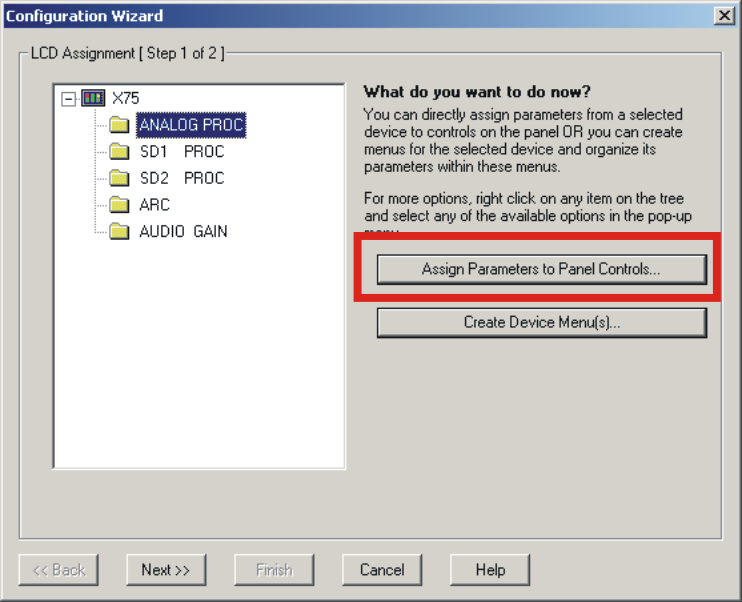 Configuration Wizard
LCD Assignment [ Step 1 of 2 ]
X75
ANALOG PROC
SD1 PROC
SD2 PROC
ARC
AUDIO GAIN
What do you want to do now?
You can directly assign parameters from a selected
device to controls on the panel OR you can create
menus for the selected device and organize its
parameters within these menus.
For more options, right click on any item on the tree
and select any of the available options in the pop-up
Assign Parameters to Panel Controls...
Create Device Menu(s)...
<< Back
Next >>
Finish
Cancel
Help